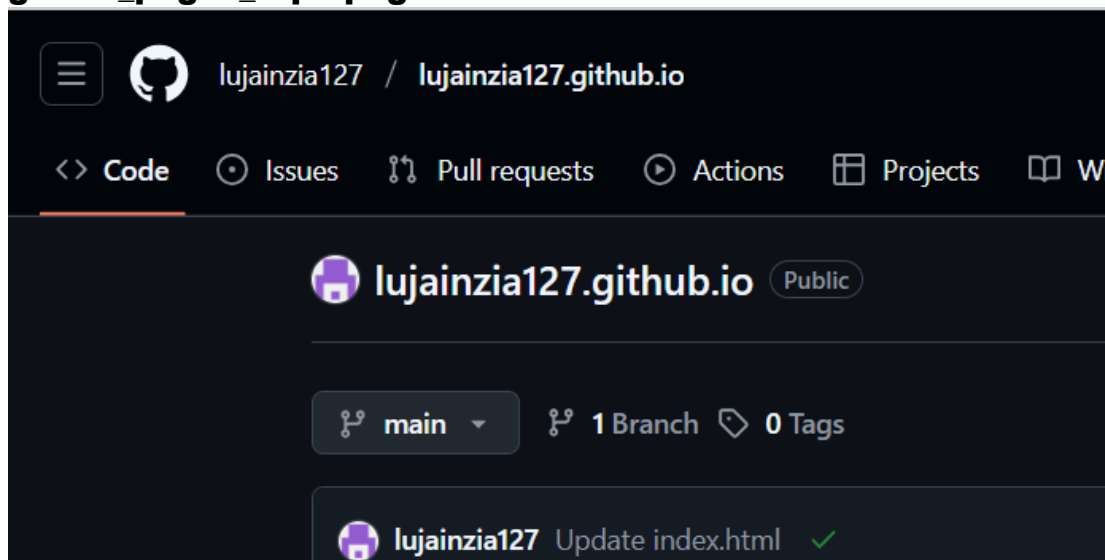 lujainzia127 / lujainzia127.github.io
Code Issues Pull requests Actions Projects W
lujainzia127.github.io Public
main 1 Branch 0 Tags
lujainzia127 Update index.html